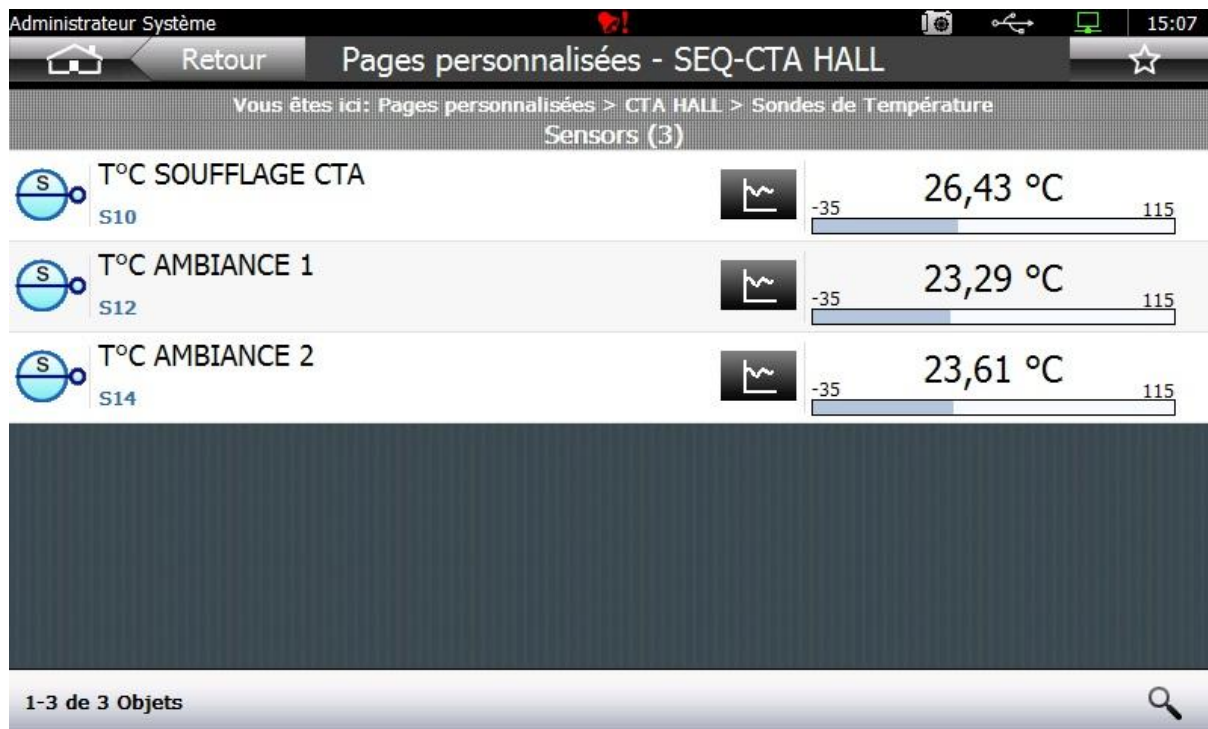 Administrateur Système
15:07
Retour
Pages personnalisées - SEQ-CTA HALL
Vous êtes ici: Pages personnalisées > CTA HALL > Sondes de Température
Sensors (3)
S
T°C SOUFFLAGE CTA
S10
26,43 °C
-35
115
S
T°C AMBIANCE 1
S12
23,29 °C
-35
115
S
T°C AMBIANCE 2
S14
23,61 °C
-35
115
1-3 de 3 Objets